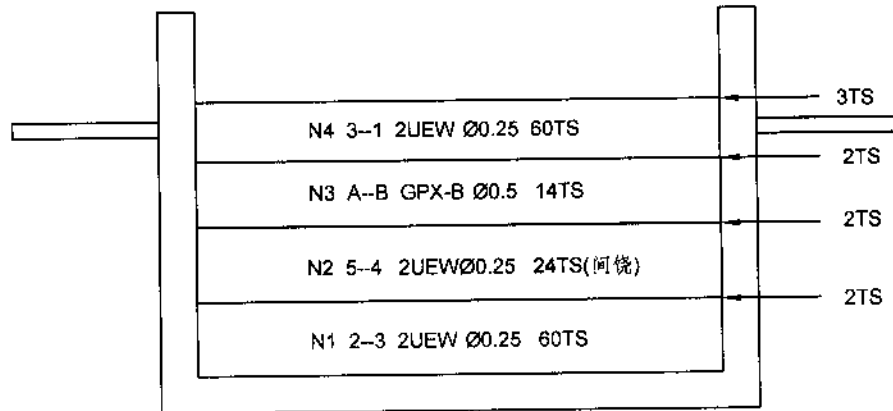 3TS
N4 3--1 2UEW Ø0.25 60TS
2TS
N3 A--B GPX-B Ø0.5 14TS
2TS
N2 5--4 2UEWØ0.25 24TS(间饶)
2TS
N1 2--3 2UEW Ø0.25 60TS